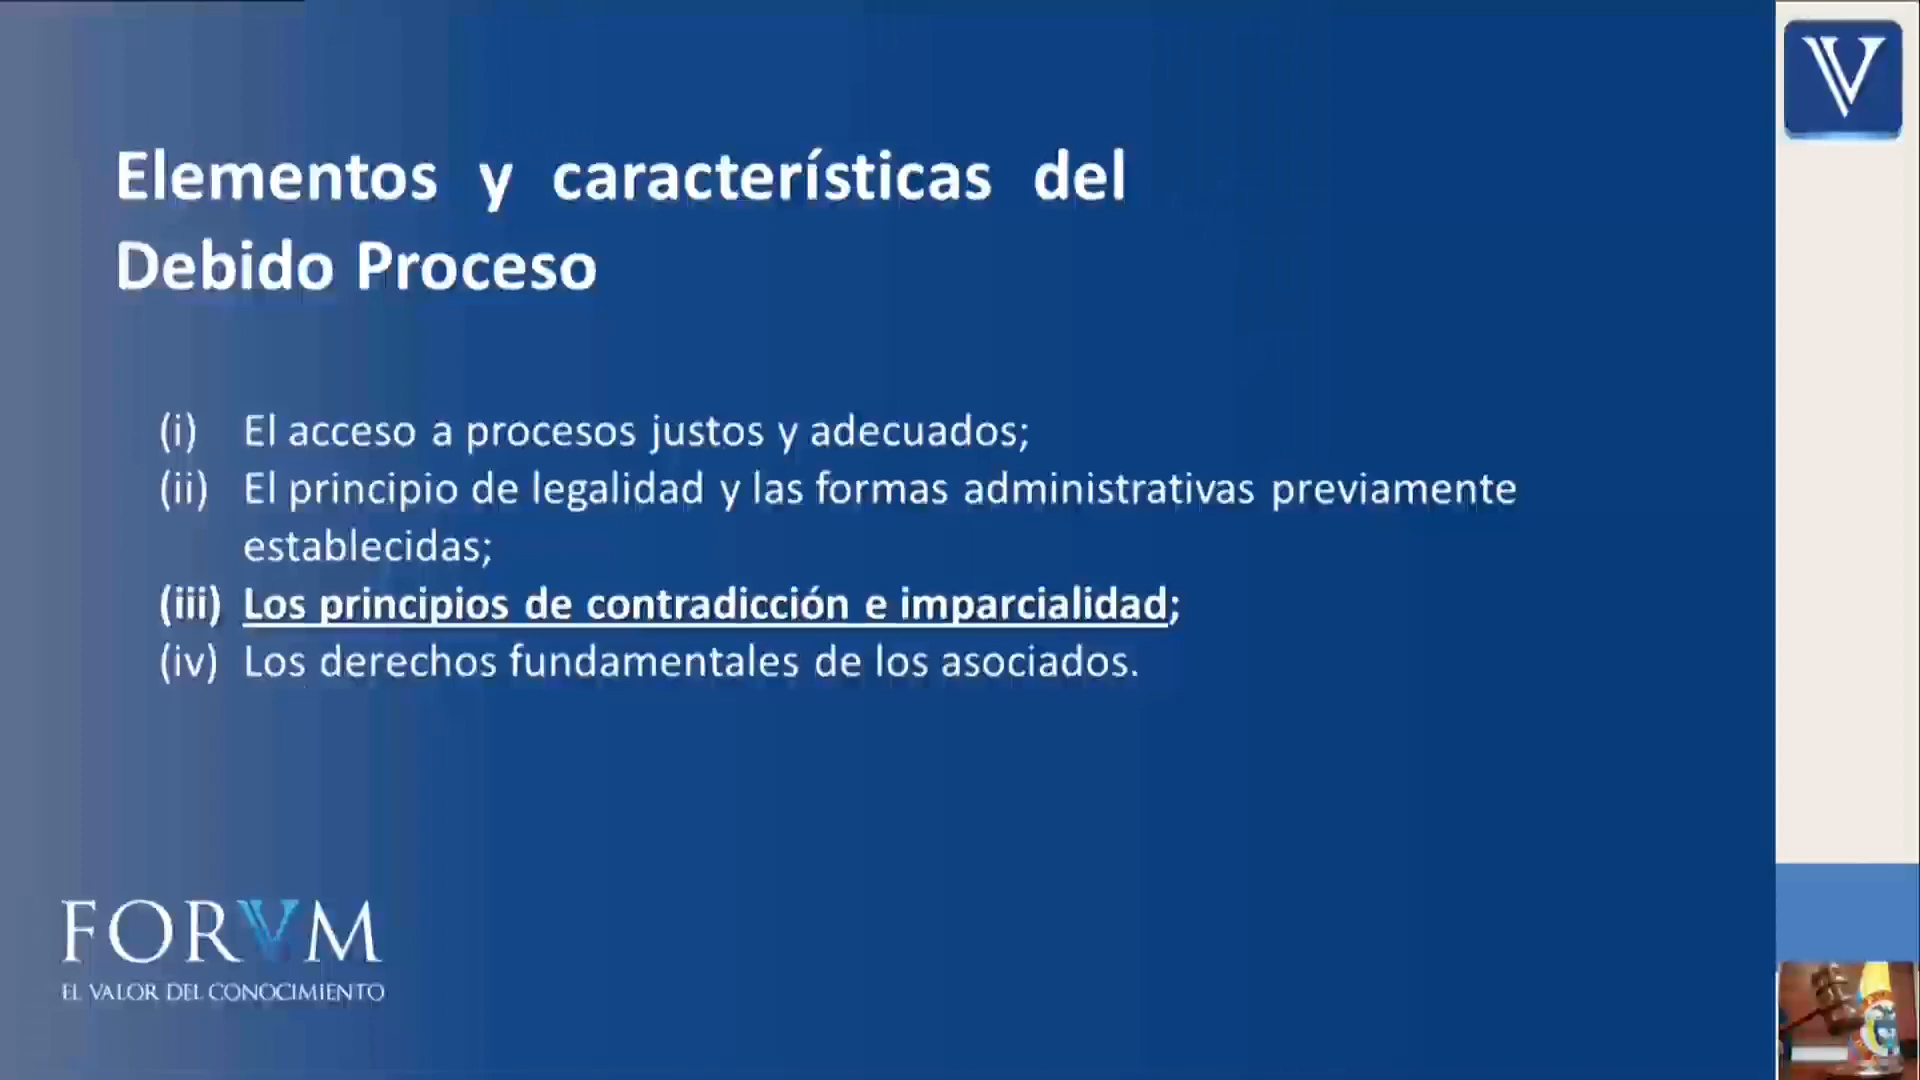 Elementos y características del
Debido Proceso
(i) El acceso a procesos justos y adecuados;
(ii) El principio de legalidad y las formas administrativas previamente
establecidas;
(iii) Los principios de contradicción e imparcialidad;
(iv) Los derechos fundamentales de los asociados.
FORVM
EL VALOR DEL CONOCIMIENTO
V